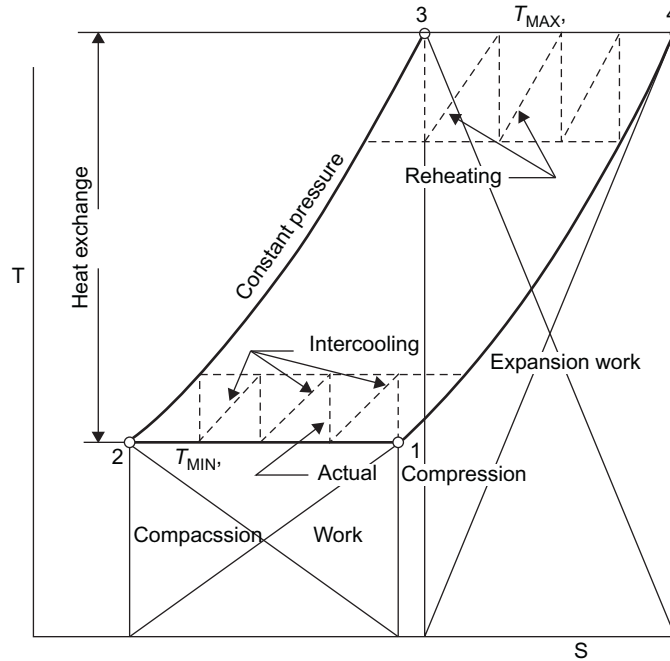 3
T_MAX,
4
Reheating
Constant pressure
Heat exchange
T
Intercooling
Expansion work
2
T_MIN,
1
Actual
Compression
Compacssion
Work
S